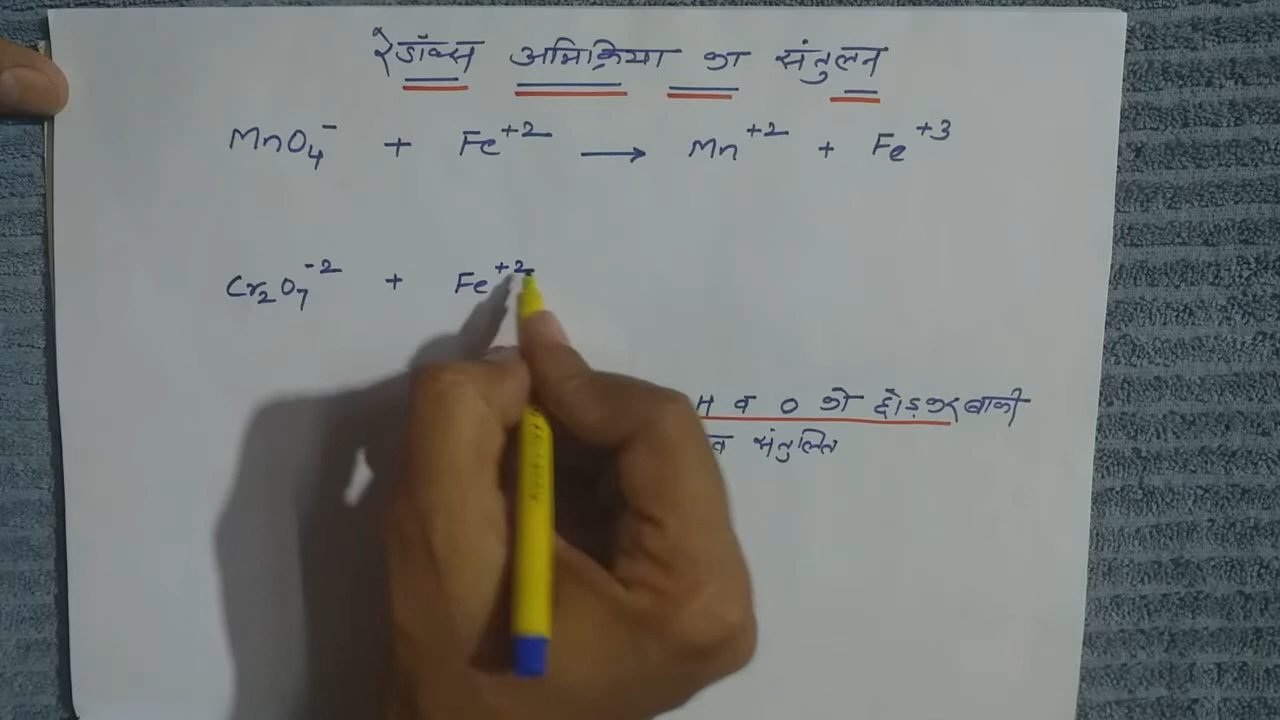 रेडॉक्स अभिक्रिया का संतुलन
MnO₄⁻ + Fe⁺² → Mn⁺² + Fe⁺³
Cr₂O₇⁻² + Fe⁺²
H व O को छोड़कर बाकी
संतुलित